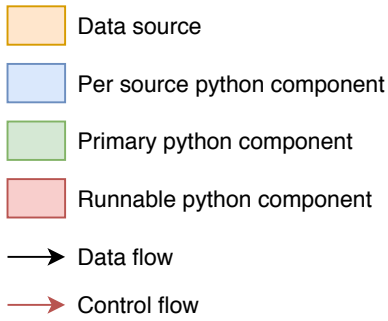 Data source
Per source python component
Primary python component
Runnable python component
Data flow
Control flow